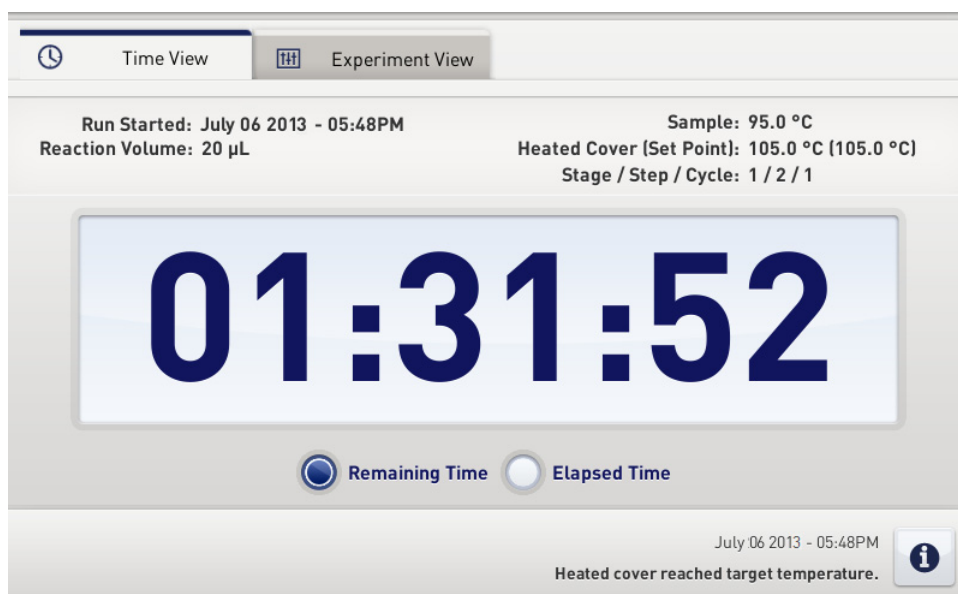 Time View
Experiment View
Run Started: July 06 2013 - 05:48PM
Reaction Volume: 20 µL
Sample: 95.0 °C
Heated Cover (Set Point): 105.0 °C (105.0 °C)
Stage / Step / Cycle: 1 / 2 / 1
01:31:52
Remaining Time
Elapsed Time
July 06 2013 - 05:48PM
Heated cover reached target temperature.